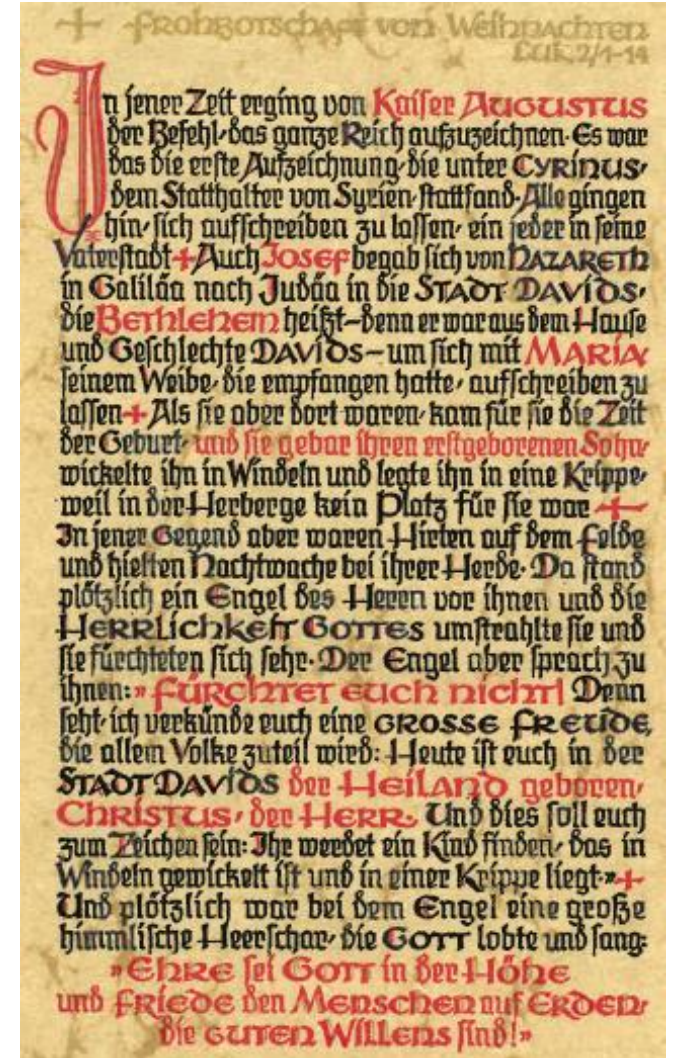 + Frohbotschaft von Weihnachten
Luk. 2/1-14
In jener Zeit erging von Kaiser AUGUSTUS
der Befehl, das ganze Reich aufzuzeichnen. Es war
das die erste Aufzeichnung, die unter CYRINUS,
dem Statthalter von Syrien, stattfand. Alle gingen
hin, sich aufschreiben zu lassen, ein jeder in seine
Vaterstadt + Auch JOSEF begab sich von NAZARETH
in Galiläa nach Judäa in die STADT DAVIDS,
die BETHLEHEM heißt – denn er war aus dem Hause
und Geschlechte DAVIDS – um sich mit MARIA,
seinem Weibe, die empfangen hatte, aufschreiben zu
lassen + Als sie aber dort waren, kam für sie die Zeit
der Geburt, und sie gebar ihren erstgeborenen Sohn,
wickelte ihn in Windeln und legte ihn in eine Krippe,
weil in der Herberge kein Platz für sie war +
In jener Gegend aber waren Hirten auf dem Felde
und hielten Nachtwache bei ihrer Herde. Da stand
plötzlich ein Engel des Herrn vor ihnen und die
HERRLICHKEIT GOTTES umstrahlte sie und
sie fürchteten sich sehr. Der Engel aber sprach zu
ihnen: »FÜRCHTET EUCH NICHT! Denn
seht, ich verkünde euch eine GROSSE FREUDE,
die allem Volke zuteil wird: Heute ist euch in der
STADT DAVIDS der HEILAND geboren,
CHRISTUS, der HERR. Und dies soll euch
zum Zeichen sein: Ihr werdet ein Kind finden, das in
Windeln gewickelt ist und in einer Krippe liegt.» +
Und plötzlich war bei dem Engel eine große
himmlische Heerschar, die GOTT lobte und sang:
»EHRE sei GOTT in der Höhe
und FRIEDE den MENSCHEN auf ERDEN,
die GUTEN WILLENS sind!»